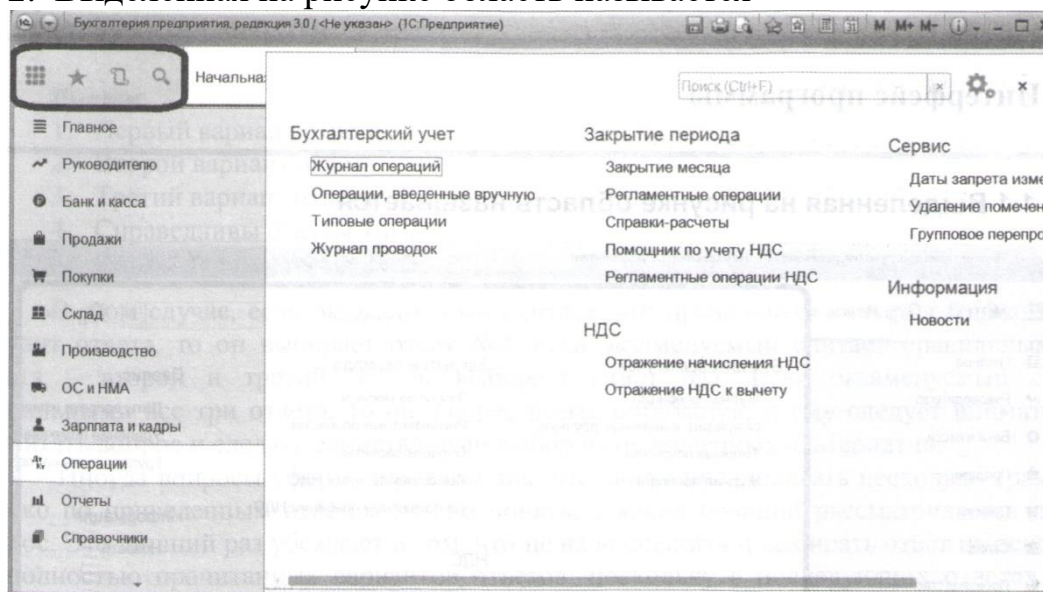 2. Выделенная на рисунке область называется
Бухгалтерия предприятия, редакция 3.0 / <Не указан> (1С:Предприятие)
M M+ M-
Начальна
Поиск (Ctrl+F)
Главное
Руководителю
Банк и касса
Продажи
Покупки
Склад
Производство
ОС и НМА
Зарплата и кадры
Операции
Отчеты
Справочники
Бухгалтерский учет
Журнал операций
Операции, введенные вручную
Типовые операции
Журнал проводок
Закрытие периода
Закрытие месяца
Регламентные операции
Справки-расчеты
Помощник по учету НДС
Регламентные операции НДС
НДС
Отражение начисления НДС
Отражение НДС к вычету
Сервис
Даты запрета изме
Удаление помечен
Групповое перепро
Информация
Новости